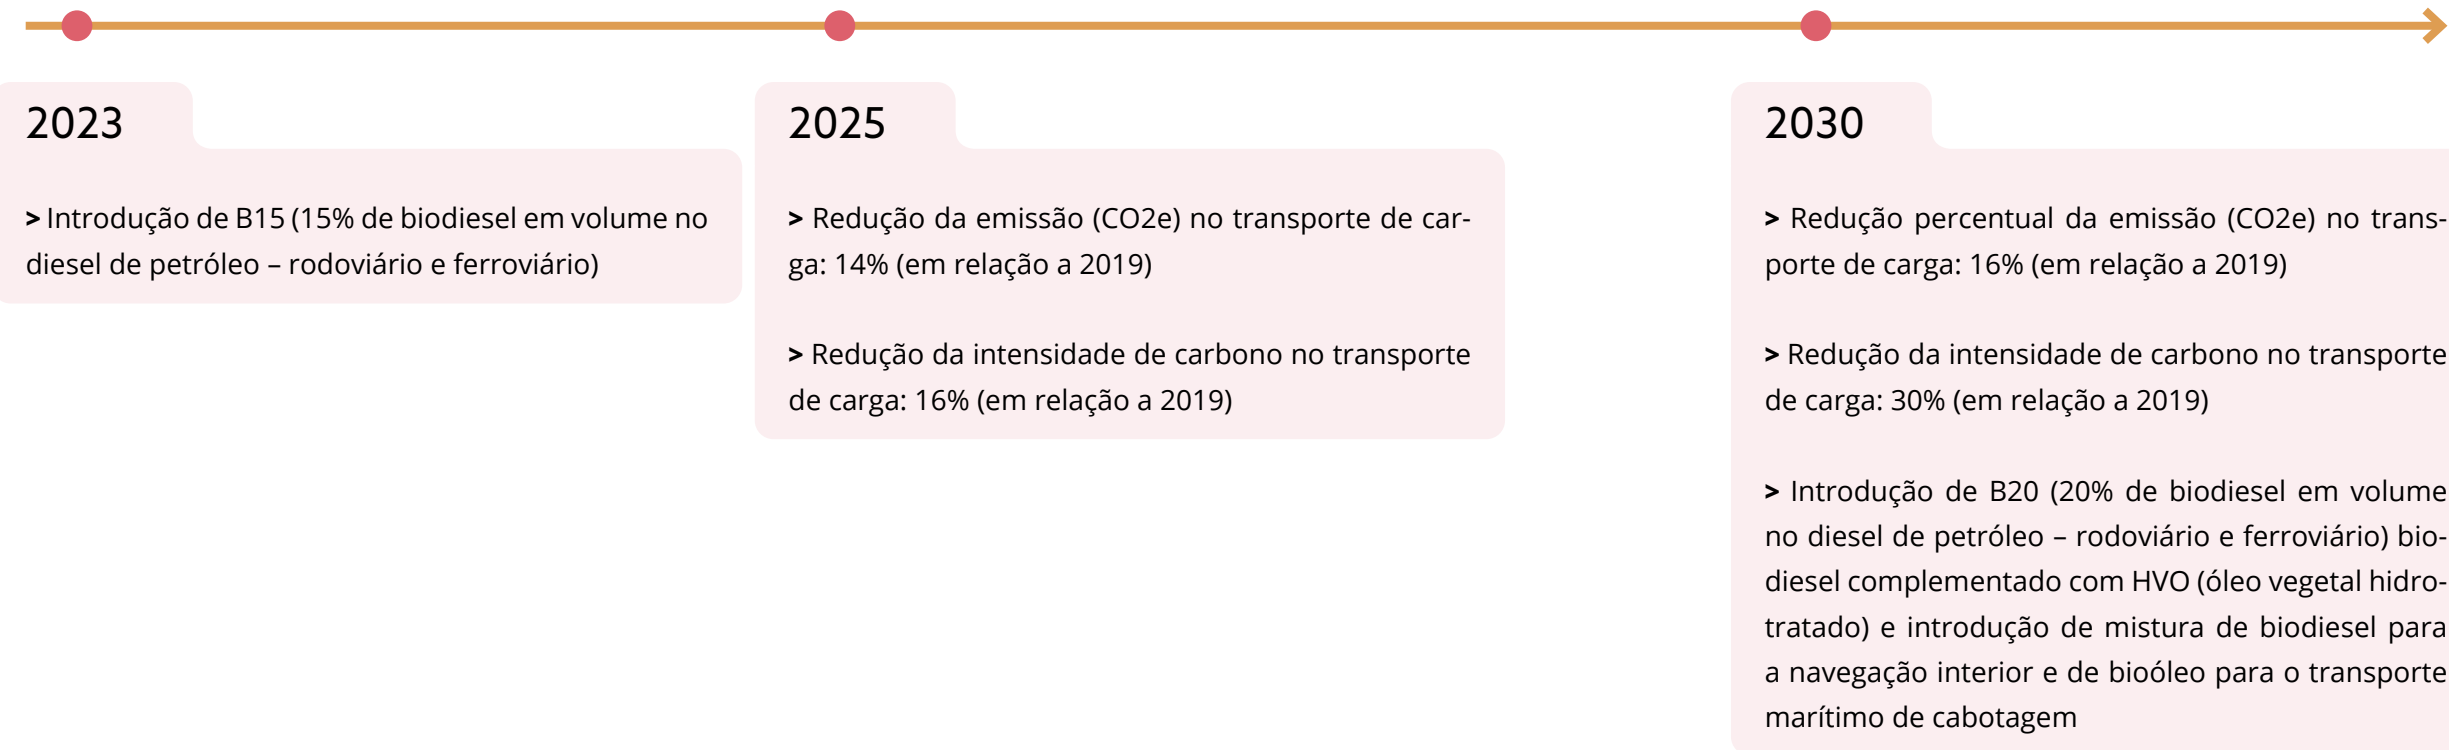 2023
> Introdução de B15 (15% de biodiesel em volume no
diesel de petróleo – rodoviário e ferroviário)
2025
> Redução da emissão (CO2e) no transporte de car-
ga: 14% (em relação a 2019)
> Redução da intensidade de carbono no transporte
de carga: 16% (em relação a 2019)
2030
> Redução percentual da emissão (CO2e) no trans-
porte de carga: 16% (em relação a 2019)
> Redução da intensidade de carbono no transporte
de carga: 30% (em relação a 2019)
> Introdução de B20 (20% de biodiesel em volume
no diesel de petróleo – rodoviário e ferroviário) bio-
diesel complementado com HVO (óleo vegetal hidro-
tratado) e introdução de mistura de biodiesel para
a navegação interior e de bioóleo para o transporte
marítimo de cabotagem